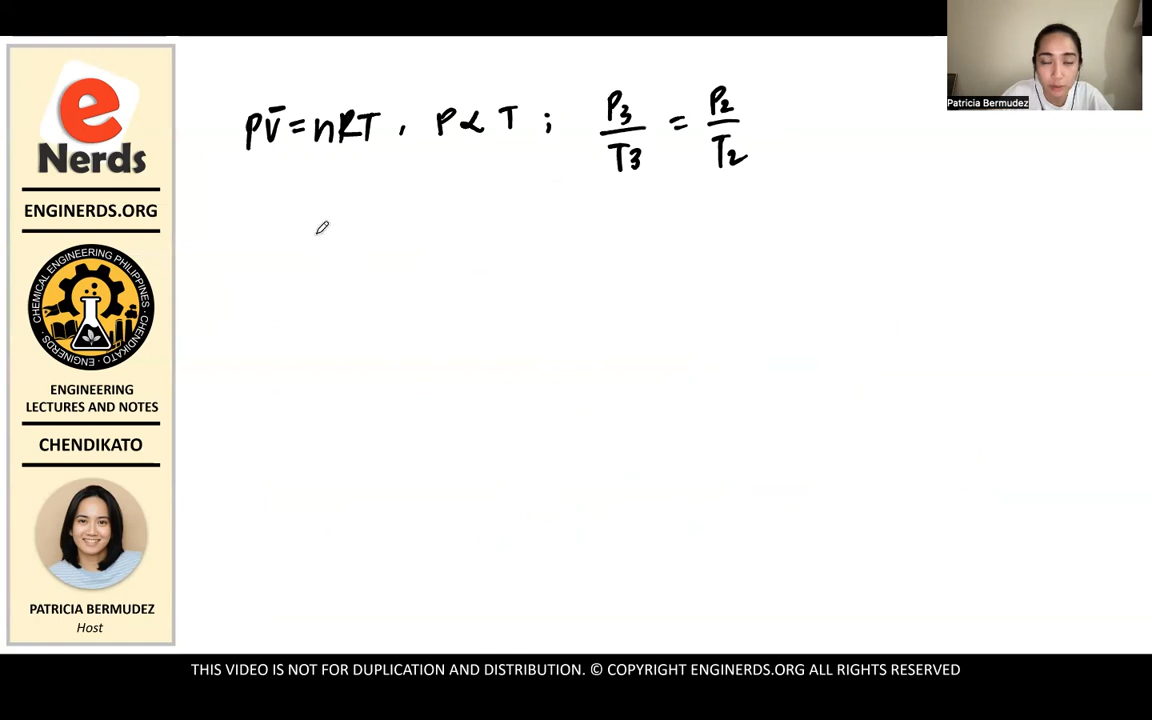 Patricia Bermudez
PV̄ = nRT , P ∝ T ; P3/T3 = P2/T2
e
Nerds
ENGINERDS.ORG
CHEMICAL ENGINEERING PHILIPPINES
CHENDIKATO · ENGINERDS
ENGINEERING
LECTURES AND NOTES
CHENDIKATO
PATRICIA BERMUDEZ
Host
THIS VIDEO IS NOT FOR DUPLICATION AND DISTRIBUTION. © COPYRIGHT ENGINERDS.ORG ALL RIGHTS RESERVED